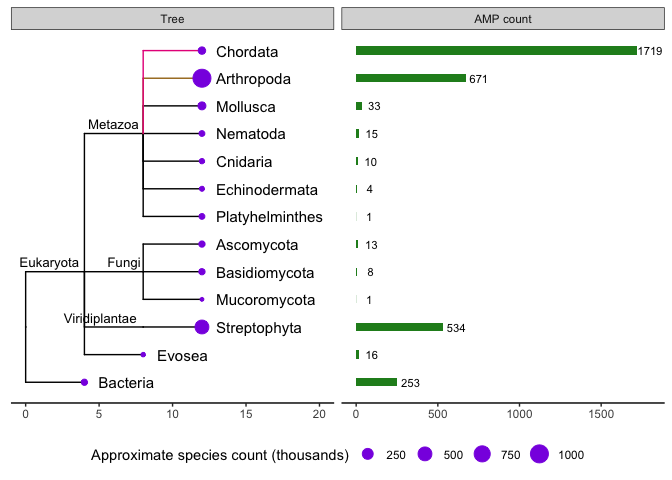 Tree
AMP count
Chordata 1719
Arthropoda 671
Mollusca 33
Metazoa
Nematoda 15
Cnidaria 10
Echinodermata 4
Platyhelminthes 1
Ascomycota 13
Eukaryota Fungi
Basidiomycota 8
Mucoromycota 1
Viridiplantae
Streptophyta 534
Evosea 16
Bacteria 253
0 5 10 15 20
0 500 1000 1500
Approximate species count (thousands) 250 500 750 1000